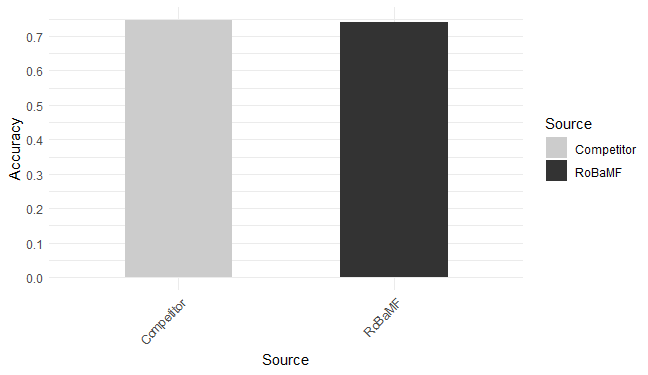 Accuracy
0.7
0.6
0.5
0.4
0.3
0.2
0.1
0.0
Competitor
RoBaMF
Source
Source
Competitor
RoBaMF